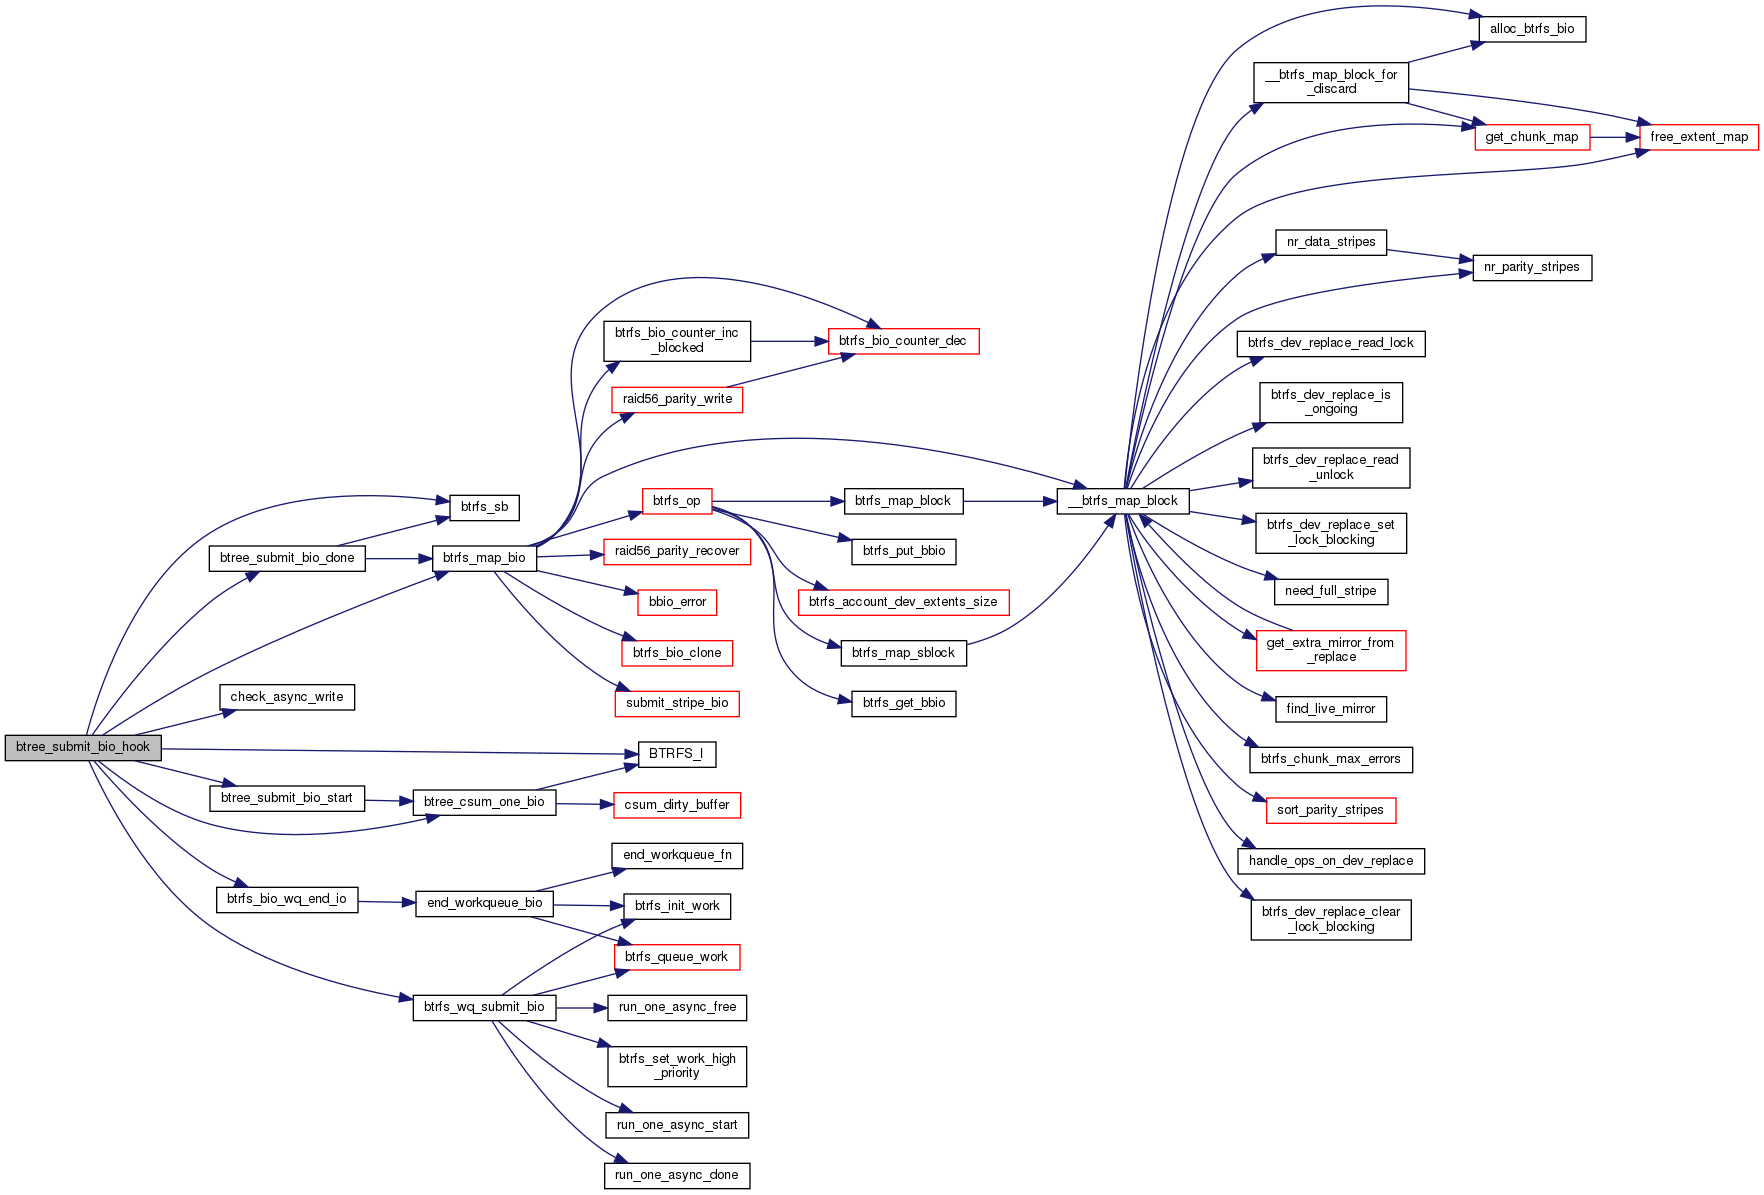 alloc_btrfs_bio
__btrfs_map_block_for
_discard
get_chunk_map
free_extent_map
nr_data_stripes
nr_parity_stripes
btrfs_bio_counter_inc
_blocked
btrfs_bio_counter_dec
btrfs_dev_replace_read_lock
raid56_parity_write
btrfs_dev_replace_is
_ongoing
btrfs_dev_replace_read
_unlock
btrfs_sb
btrfs_op
btrfs_map_block
__btrfs_map_block
btrfs_dev_replace_set
_lock_blocking
btree_submit_bio_done
btrfs_map_bio
raid56_parity_recover
btrfs_put_bbio
need_full_stripe
bbio_error
btrfs_account_dev_extents_size
btrfs_bio_clone
btrfs_map_sblock
get_extra_mirror_from
_replace
check_async_write
submit_stripe_bio
btrfs_get_bbio
find_live_mirror
btree_submit_bio_hook
BTRFS_I
btrfs_chunk_max_errors
btree_submit_bio_start
btree_csum_one_bio
csum_dirty_buffer
sort_parity_stripes
end_workqueue_fn
handle_ops_on_dev_replace
btrfs_bio_wq_end_io
end_workqueue_bio
btrfs_init_work
btrfs_dev_replace_clear
_lock_blocking
btrfs_queue_work
btrfs_wq_submit_bio
run_one_async_free
btrfs_set_work_high
_priority
run_one_async_start
run_one_async_done